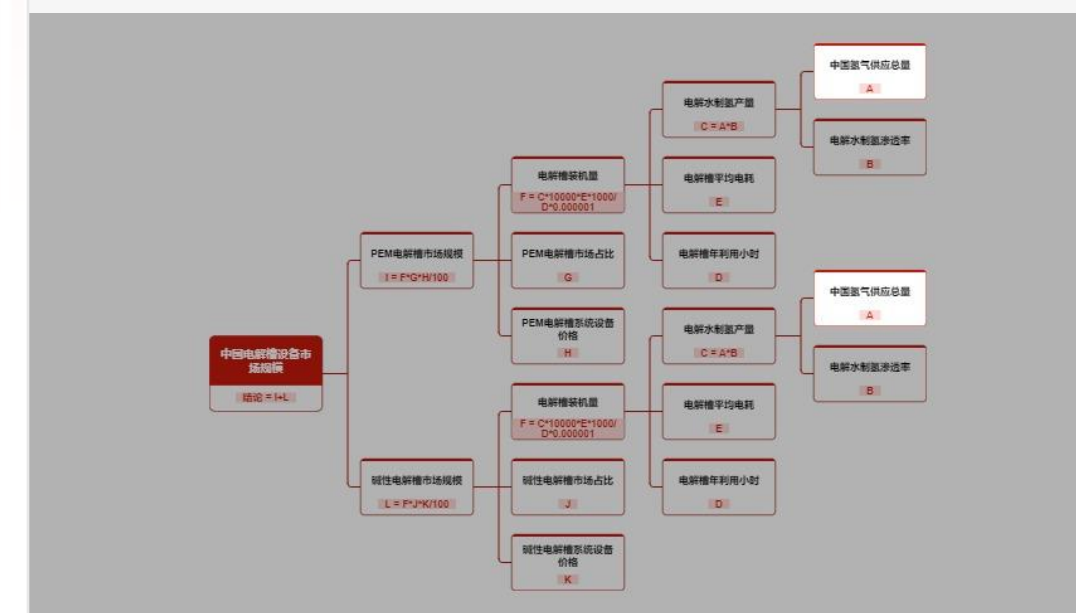 中国氢气供应总量
A
电解水制氢产量
C = A*B
电解水制氢渗透率
B
电解槽装机量
F = C*10000*E*1000/
D*0.000001
电解槽平均电耗
E
PEM电解槽市场规模
I = F*G*H/100
PEM电解槽市场占比
G
电解槽年利用小时
D
中国氢气供应总量
A
PEM电解槽系统设备
价格
H
电解水制氢产量
C = A*B
中国电解槽设备市
场规模
结论 = I+L
电解水制氢渗透率
B
电解槽装机量
F = C*10000*E*1000/
D*0.000001
电解槽平均电耗
E
碱性电解槽市场规模
L = F*J*K/100
碱性电解槽市场占比
J
电解槽年利用小时
D
碱性电解槽系统设备
价格
K